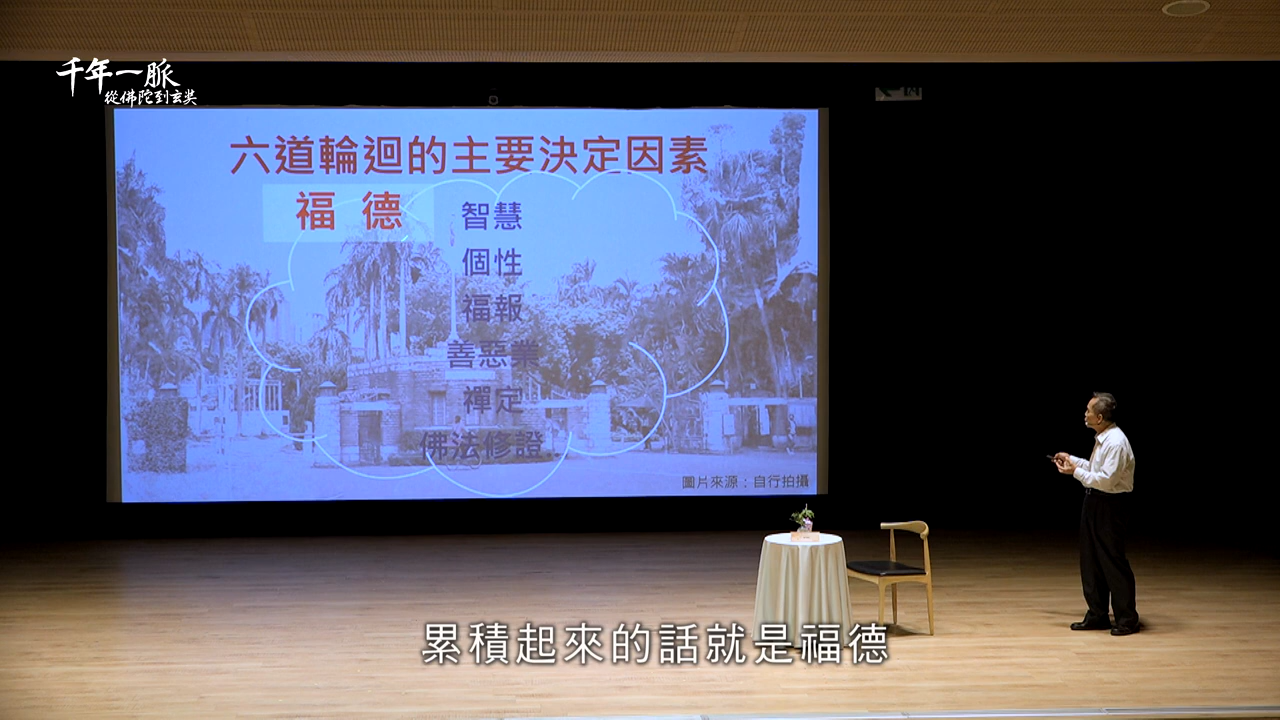 千年一脈
從佛陀到玄奘
六道輪迴的主要決定因素
福 德
智慧
個性
福報
善惡業
禪定
佛法修證
圖片來源：自行拍攝
累積起來的話就是福德